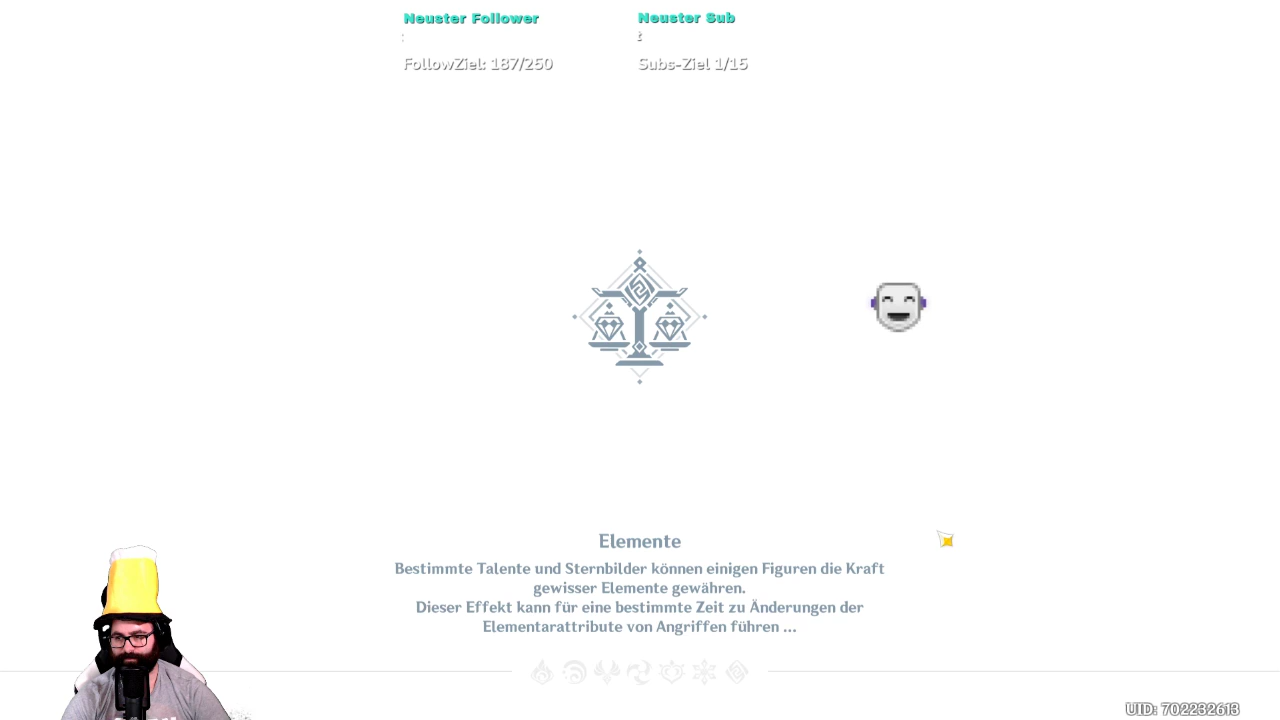 Neuster Follower
Neuster Sub
FollowZiel: 187/250
Subs-Ziel 1/15
Elemente
Bestimmte Talente und Sternbilder können einigen Figuren die Kraft
gewisser Elemente gewähren.
Dieser Effekt kann für eine bestimmte Zeit zu Änderungen der
Elementarattribute von Angriffen führen ...
UID: 702232613